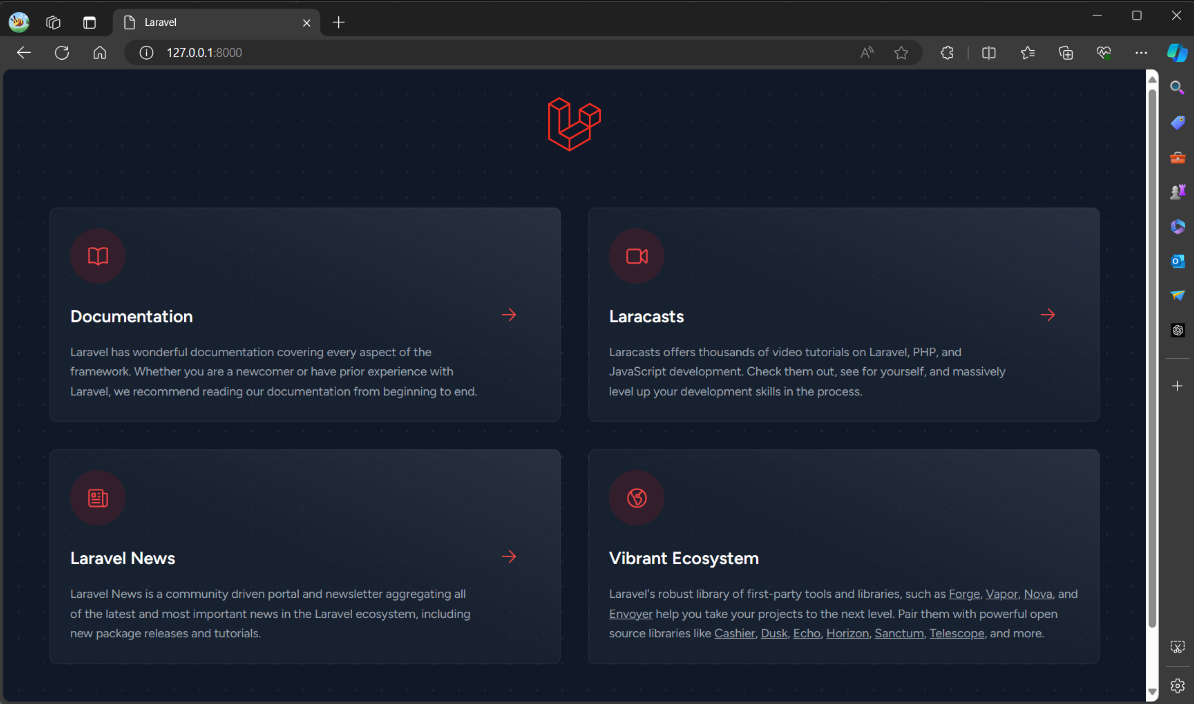 Laravel
127.0.0.1:8000
Documentation
Laravel has wonderful documentation covering every aspect of the
framework. Whether you are a newcomer or have prior experience with
Laravel, we recommend reading our documentation from beginning to end.
Laracasts
Laracasts offers thousands of video tutorials on Laravel, PHP, and
JavaScript development. Check them out, see for yourself, and massively
level up your development skills in the process.
Laravel News
Laravel News is a community driven portal and newsletter aggregating all
of the latest and most important news in the Laravel ecosystem, including
new package releases and tutorials.
Vibrant Ecosystem
Laravel's robust library of first-party tools and libraries, such as Forge, Vapor, Nova, and
Envoyer help you take your projects to the next level. Pair them with powerful open
source libraries like Cashier, Dusk, Echo, Horizon, Sanctum, Telescope, and more.